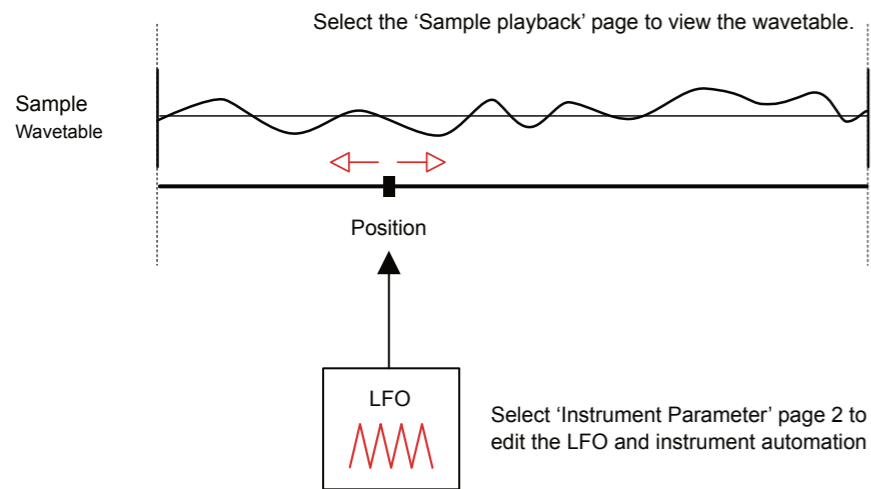 Select the ‘Sample playback’ page to view the wavetable.
Sample
Wavetable
Position
LFO
Select ‘Instrument Parameter’ page 2 to
edit the LFO and instrument automation